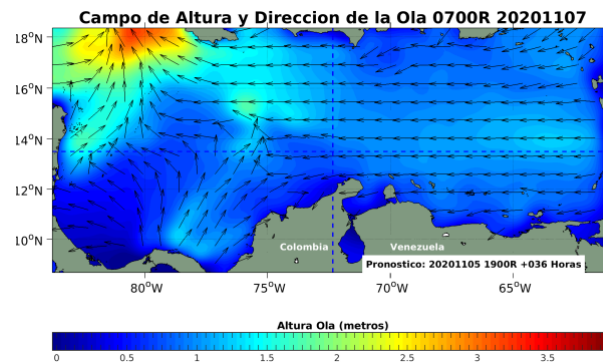 Campo de Altura y Direccion de la Ola 0700R 20201107
18°N
16°N
14°N
12°N
10°N
Colombia
Venezuela
Pronostico: 20201105 1900R +036 Horas
80°W
75°W
70°W
65°W
Altura Ola (metros)
0 0.5 1 1.5 2 2.5 3 3.5